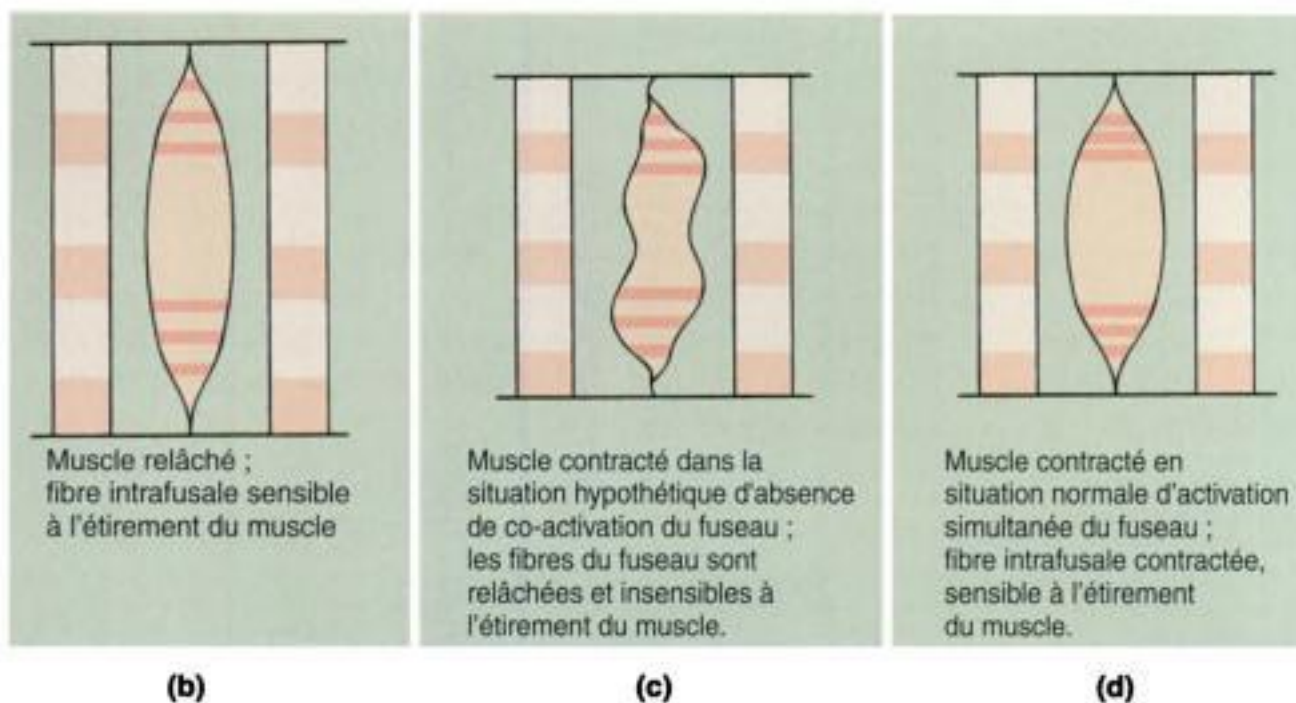 Muscle relâché ;
fibre intrafusale sensible
à l'étirement du muscle
Muscle contracté dans la
situation hypothétique d'absence
de co-activation du fuseau ;
les fibres du fuseau sont
relâchées et insensibles à
l'étirement du muscle.
Muscle contracté en
situation normale d'activation
simultanée du fuseau ;
fibre intrafusale contractée,
sensible à l'étirement
du muscle.
(b)
(c)
(d)